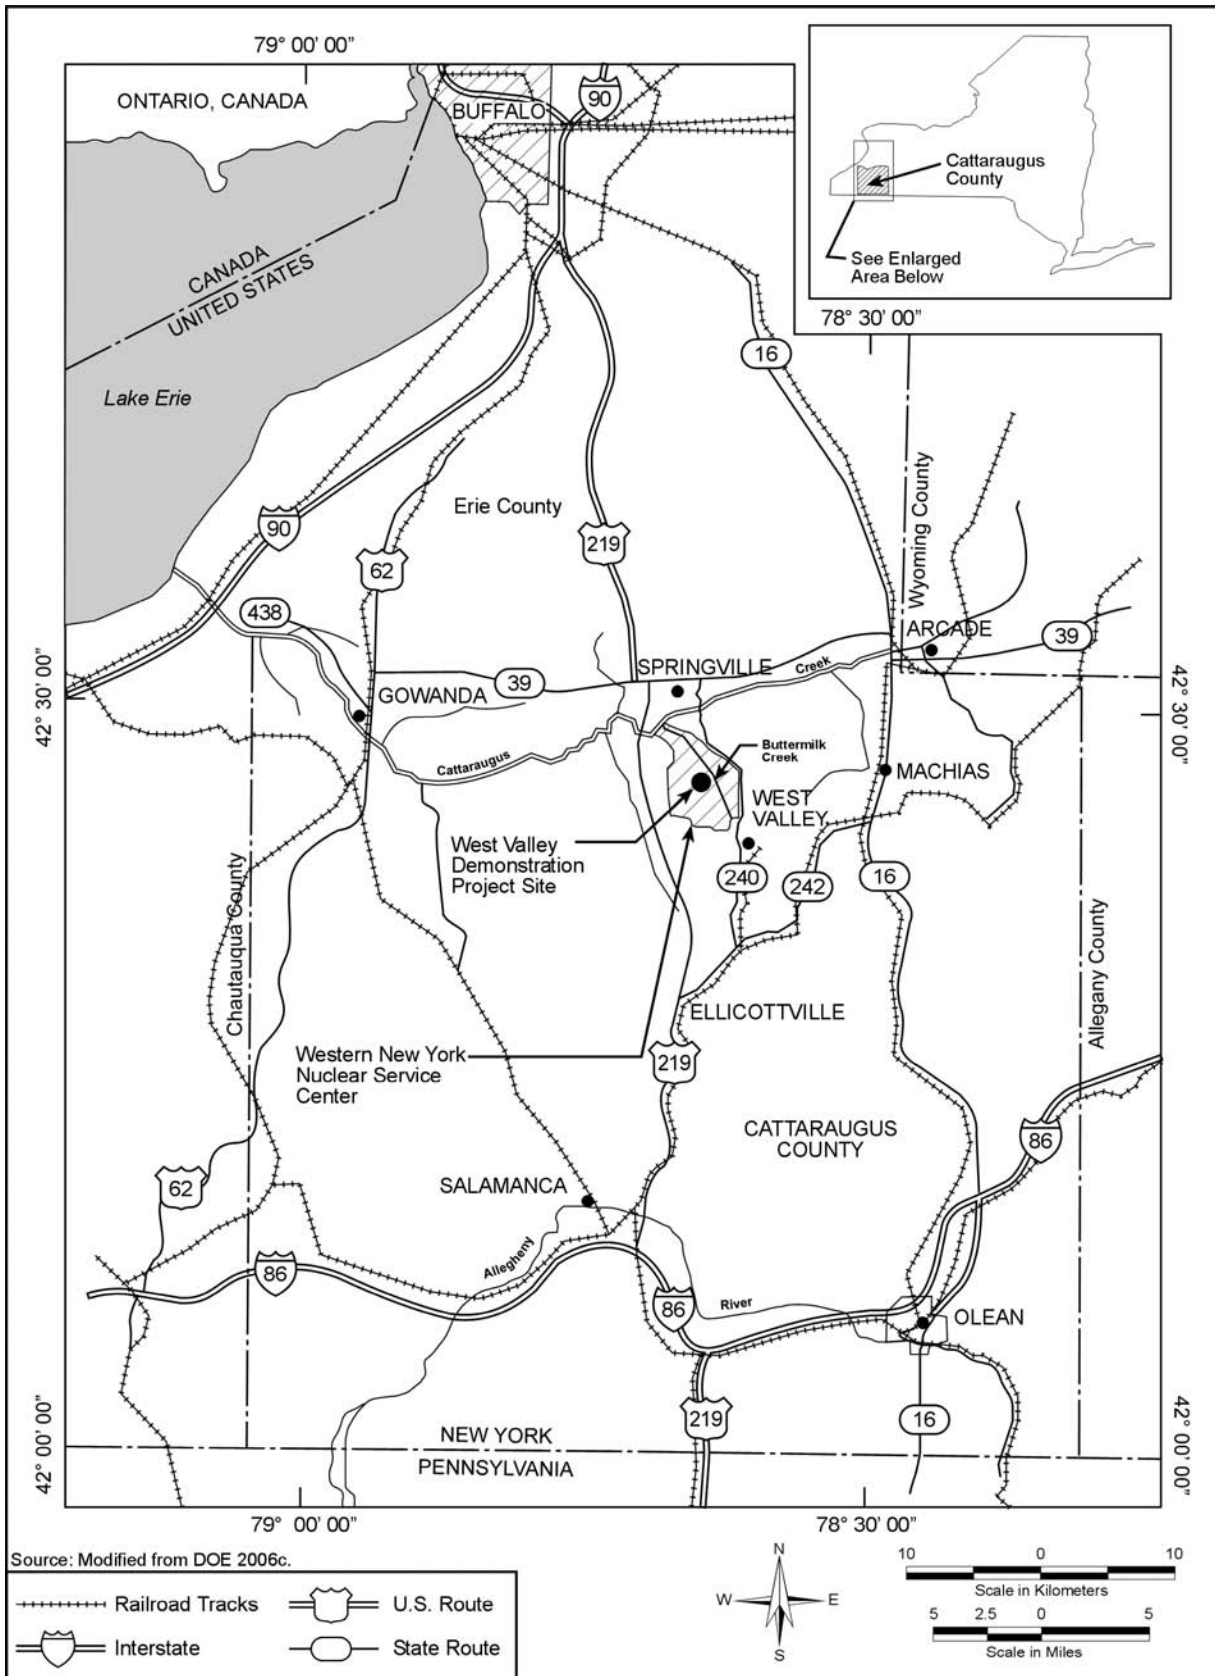 79° 00' 00"
ONTARIO, CANADA
BUFFALO
90
Cattaraugus
County
See Enlarged
Area Below
CANADA
UNITED STATES
78° 30' 00"
16
Lake Erie
Wyoming County
Erie County
90
219
62
438
ARCADE
39
SPRINGVILLE
Creek
42° 30' 00"
42° 30' 00"
GOWANDA
39
Cattaraugus
Buttermilk
Creek
MACHIAS
WEST
VALLEY
West Valley
Demonstration
Project Site
240
242
16
Chautauqua County
Allegany County
ELLICOTTVILLE
Western New York
Nuclear Service
Center
219
CATTARAUGUS
COUNTY
86
SALAMANCA
62
Allegheny
86
River
86
OLEAN
219
16
42° 00' 00"
42° 00' 00"
NEW YORK
PENNSYLVANIA
79° 00' 00"
78° 30' 00"
Source: Modified from DOE 2006c.
Railroad Tracks
U.S. Route
Interstate
State Route
N
W
E
S
10 0 10
Scale in Kilometers
5 2.5 0 5
Scale in Miles